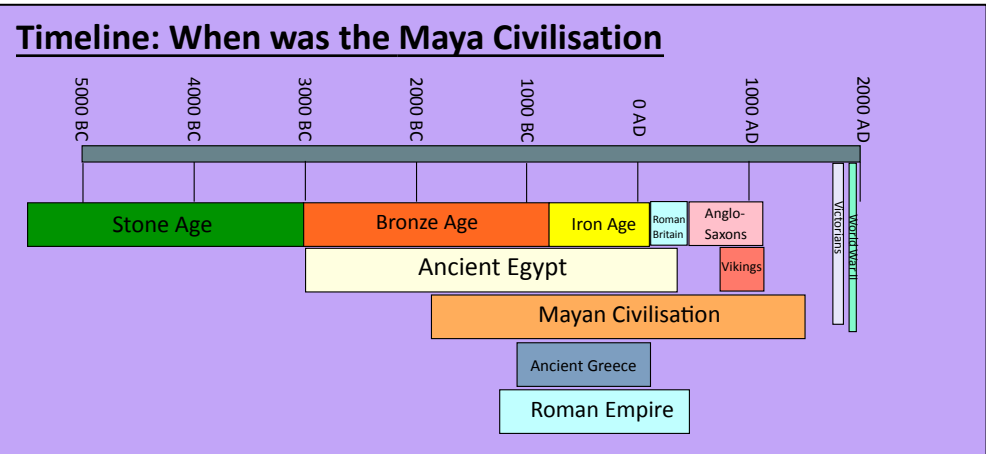 Timeline: When was the Maya Civilisation
5000 BC
4000 BC
3000 BC
2000 BC
1000 BC
0 AD
1000 AD
2000 AD
Stone Age
Bronze Age
Iron Age
Roman
Britain
Anglo-
Saxons
Victorians
World War II
Ancient Egypt
Vikings
Mayan Civilisation
Ancient Greece
Roman Empire